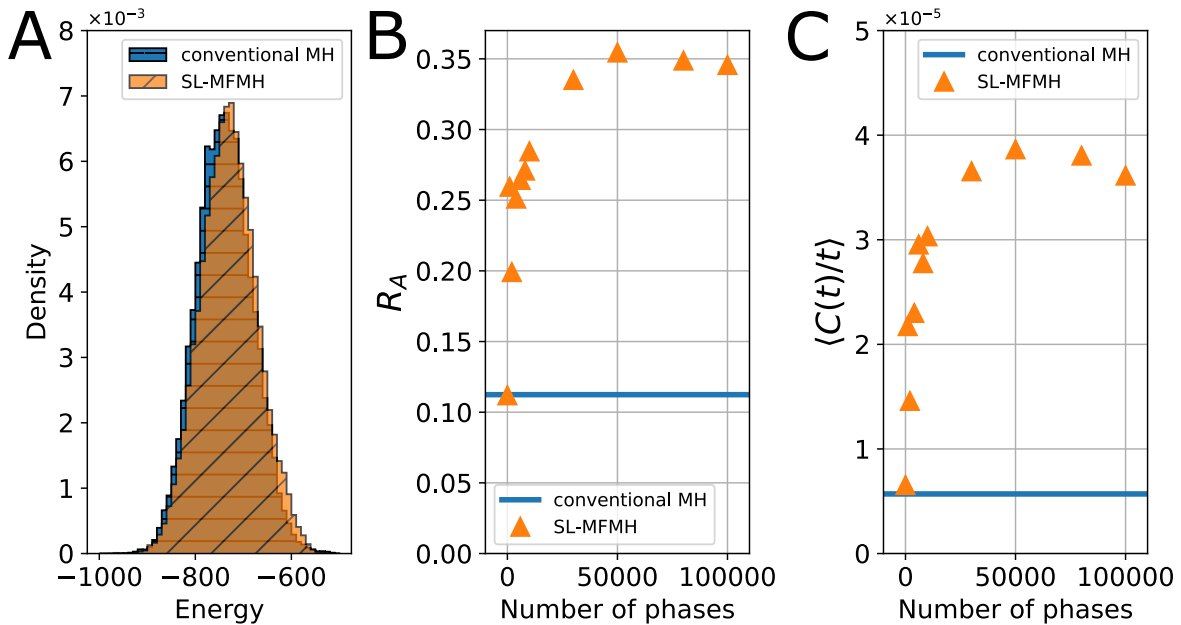 A
×10−3
8
7
6
5
4
3
2
1
0
Density
−1000
−800
−600
Energy
conventional MH
SL-MFMH
B
0.35
0.30
0.25
0.20
0.15
0.10
0.05
0.00
R_A
0
50000
100000
Number of phases
conventional MH
SL-MFMH
C
×10−5
5
4
3
2
1
0
⟨C(t)/t⟩
0
50000
100000
Number of phases
conventional MH
SL-MFMH